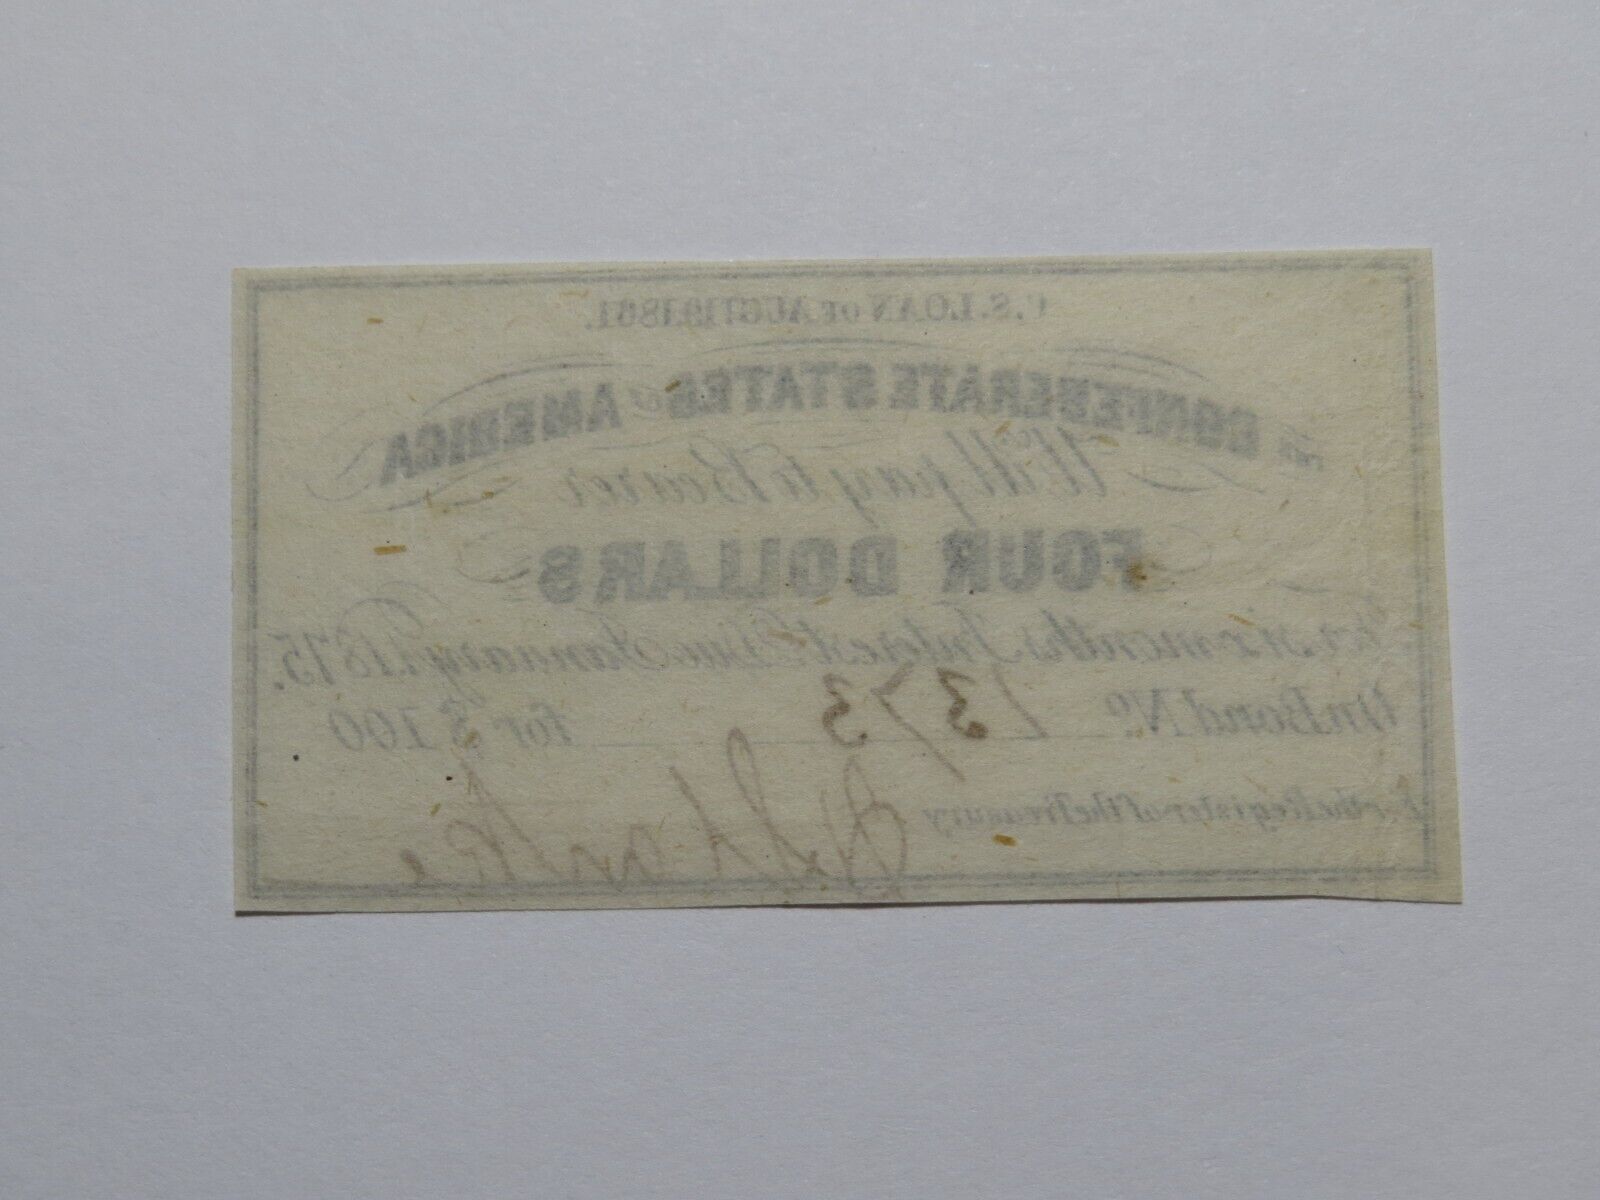 C.S. LOAN OF AUGT 19, 1861.
THE CONFEDERATE STATES OF AMERICA
Will pay to Bearer
FOUR DOLLARS
For six months Interest Due January 1, 1875.
On Bond No. 1373 for $ 100
For the Register of the Treasury